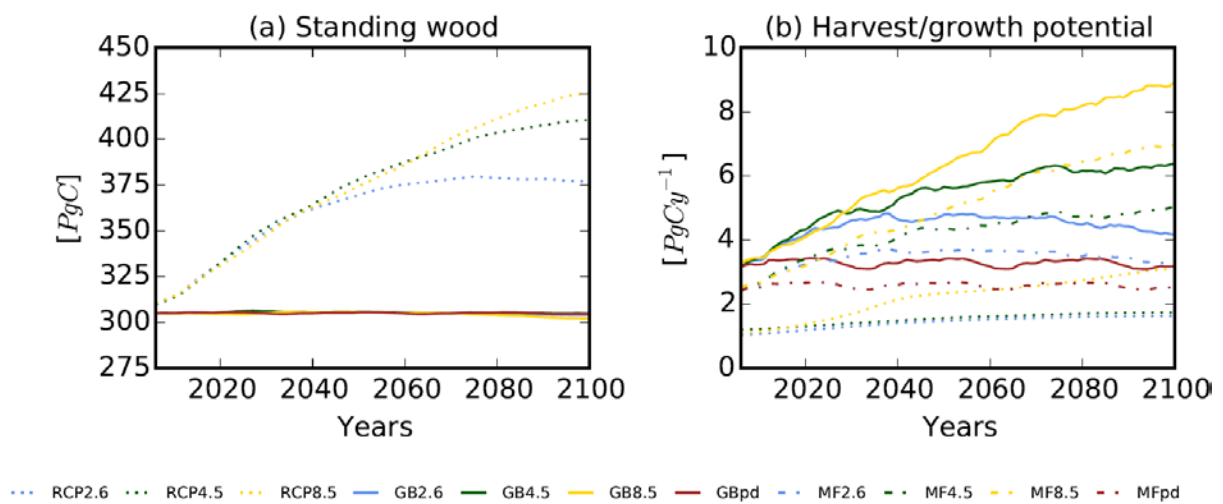 (a) Standing wood
(b) Harvest/growth potential
[PgC]
450
425
400
375
350
325
300
275
2020 2040 2060 2080 2100
Years
[PgCy⁻¹]
10
8
6
4
2
0
2020 2040 2060 2080 2100
Years
RCP2.6 RCP4.5 RCP8.5 GB2.6 GB4.5 GB8.5 GBpd MF2.6 MF4.5 MF8.5 MFpd